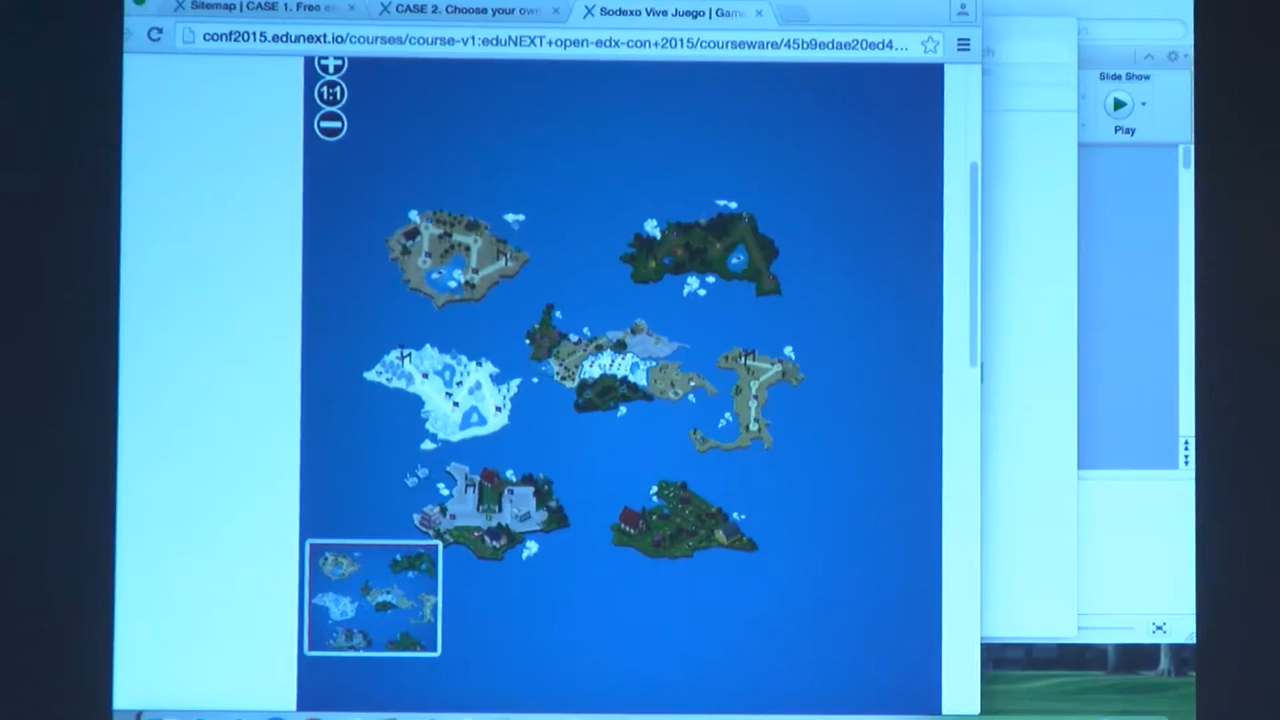 Sitemap | CASE 1. Free
CASE 2. Choose your own
Sodexo Vive Juego | Gam
conf2015.edunext.io/courses/course-v1:eduNEXT+open-edx-con+2015/courseware/45b9edae20ed4...
1:1
Slide Show
Play